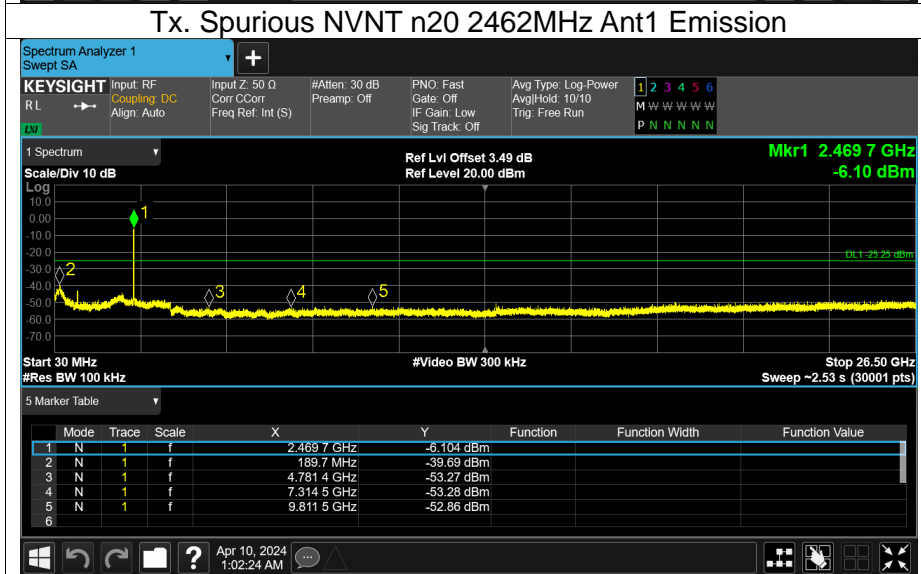 Tx. Spurious NVNT n20 2462MHz Ant1 Emission
Spectrum Analyzer 1
Swept SA
+
KEYSIGHT Input: RF Input Z: 50 Ω #Atten: 30 dB PNO: Fast Avg Type: Log-Power 1 2 3 4 5 6
RL Coupling: DC Corr CCorr Preamp: Off Gate: Off Avg|Hold: 10/10 M W W W W W
Align: Auto Freq Ref: Int (S) IF Gain: Low Trig: Free Run
LXI Sig Track: Off P N N N N N
1 Spectrum Ref Lvl Offset 3.49 dB Mkr1 2.469 7 GHz
Scale/Div 10 dB Ref Level 20.00 dBm -6.10 dBm
Log
10.0
1
0.00
-10.0
-20.0
DL1 -25.25 dBm
-30.0
2
-40.0
3 4 5
-50.0
-60.0
-70.0
Start 30 MHz #Video BW 300 kHz Stop 26.50 GHz
#Res BW 100 kHz Sweep ~2.53 s (30001 pts)
5 Marker Table
Mode Trace Scale X Y Function Function Width Function Value
1 N 1 f 2.469 7 GHz -6.104 dBm
2 N 1 f 189.7 MHz -39.69 dBm
3 N 1 f 4.781 4 GHz -53.27 dBm
4 N 1 f 7.314 5 GHz -53.28 dBm
5 N 1 f 9.811 5 GHz -52.86 dBm
6
? Apr 10, 2024
1:02:24 AM